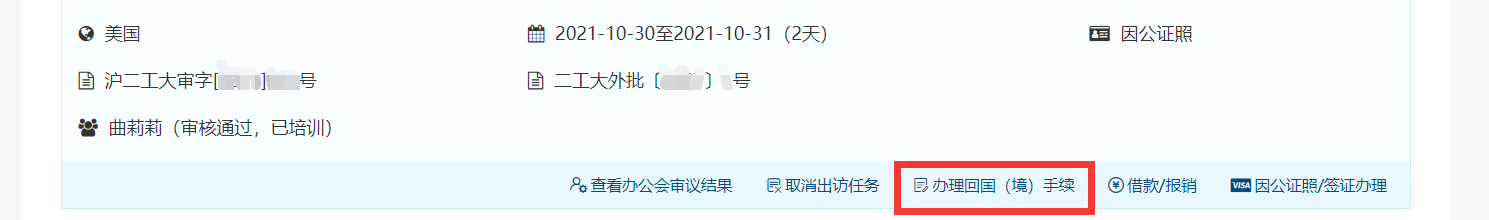 美国 2021-10-30至2021-10-31（2天） 因公证照
沪二工大审字[ ]号 二工大外批〔 〕 号
曲莉莉（审核通过，已培训）
查看办公会审议结果 取消出访任务 办理回国（境）手续 借款/报销 VISA 因公证照/签证办理